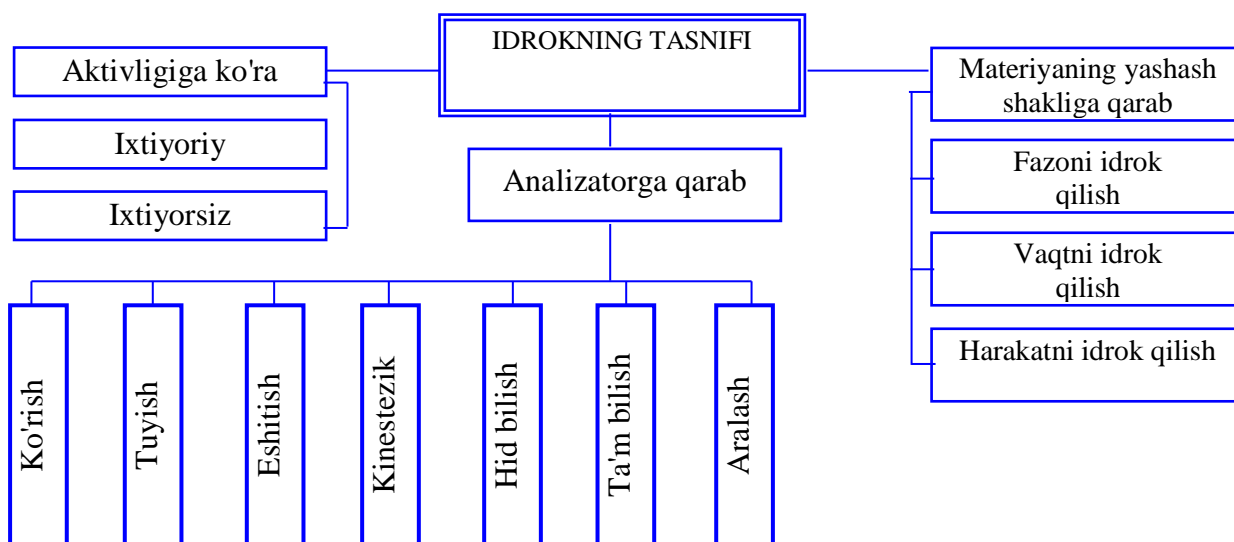 IDROKNING TASNIFI
Aktivligiga ko'ra
Ixtiyoriy
Ixtiyorsiz
Analizatorga qarab
Ko'rish
Tuyish
Eshitish
Kinestezik
Hid bilish
Ta'm bilish
Aralash
Materiyaning yashash
shakliga qarab
Fazoni idrok
qilish
Vaqtni idrok
qilish
Harakatni idrok qilish